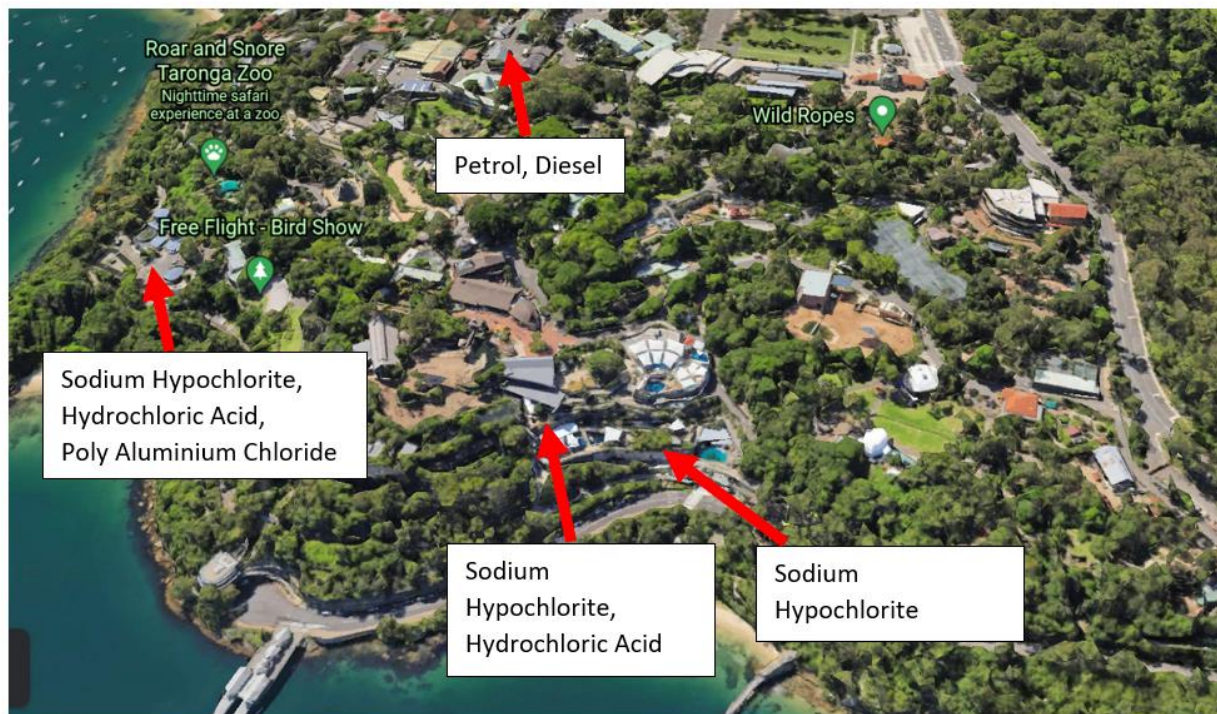 Roar and Snore
Taronga Zoo
Nighttime safari
experience at a zoo
Wild Ropes
Petrol, Diesel
Free Flight - Bird Show
Sodium Hypochlorite,
Hydrochloric Acid,
Poly Aluminium Chloride
Sodium
Hypochlorite,
Hydrochloric Acid
Sodium
Hypochlorite